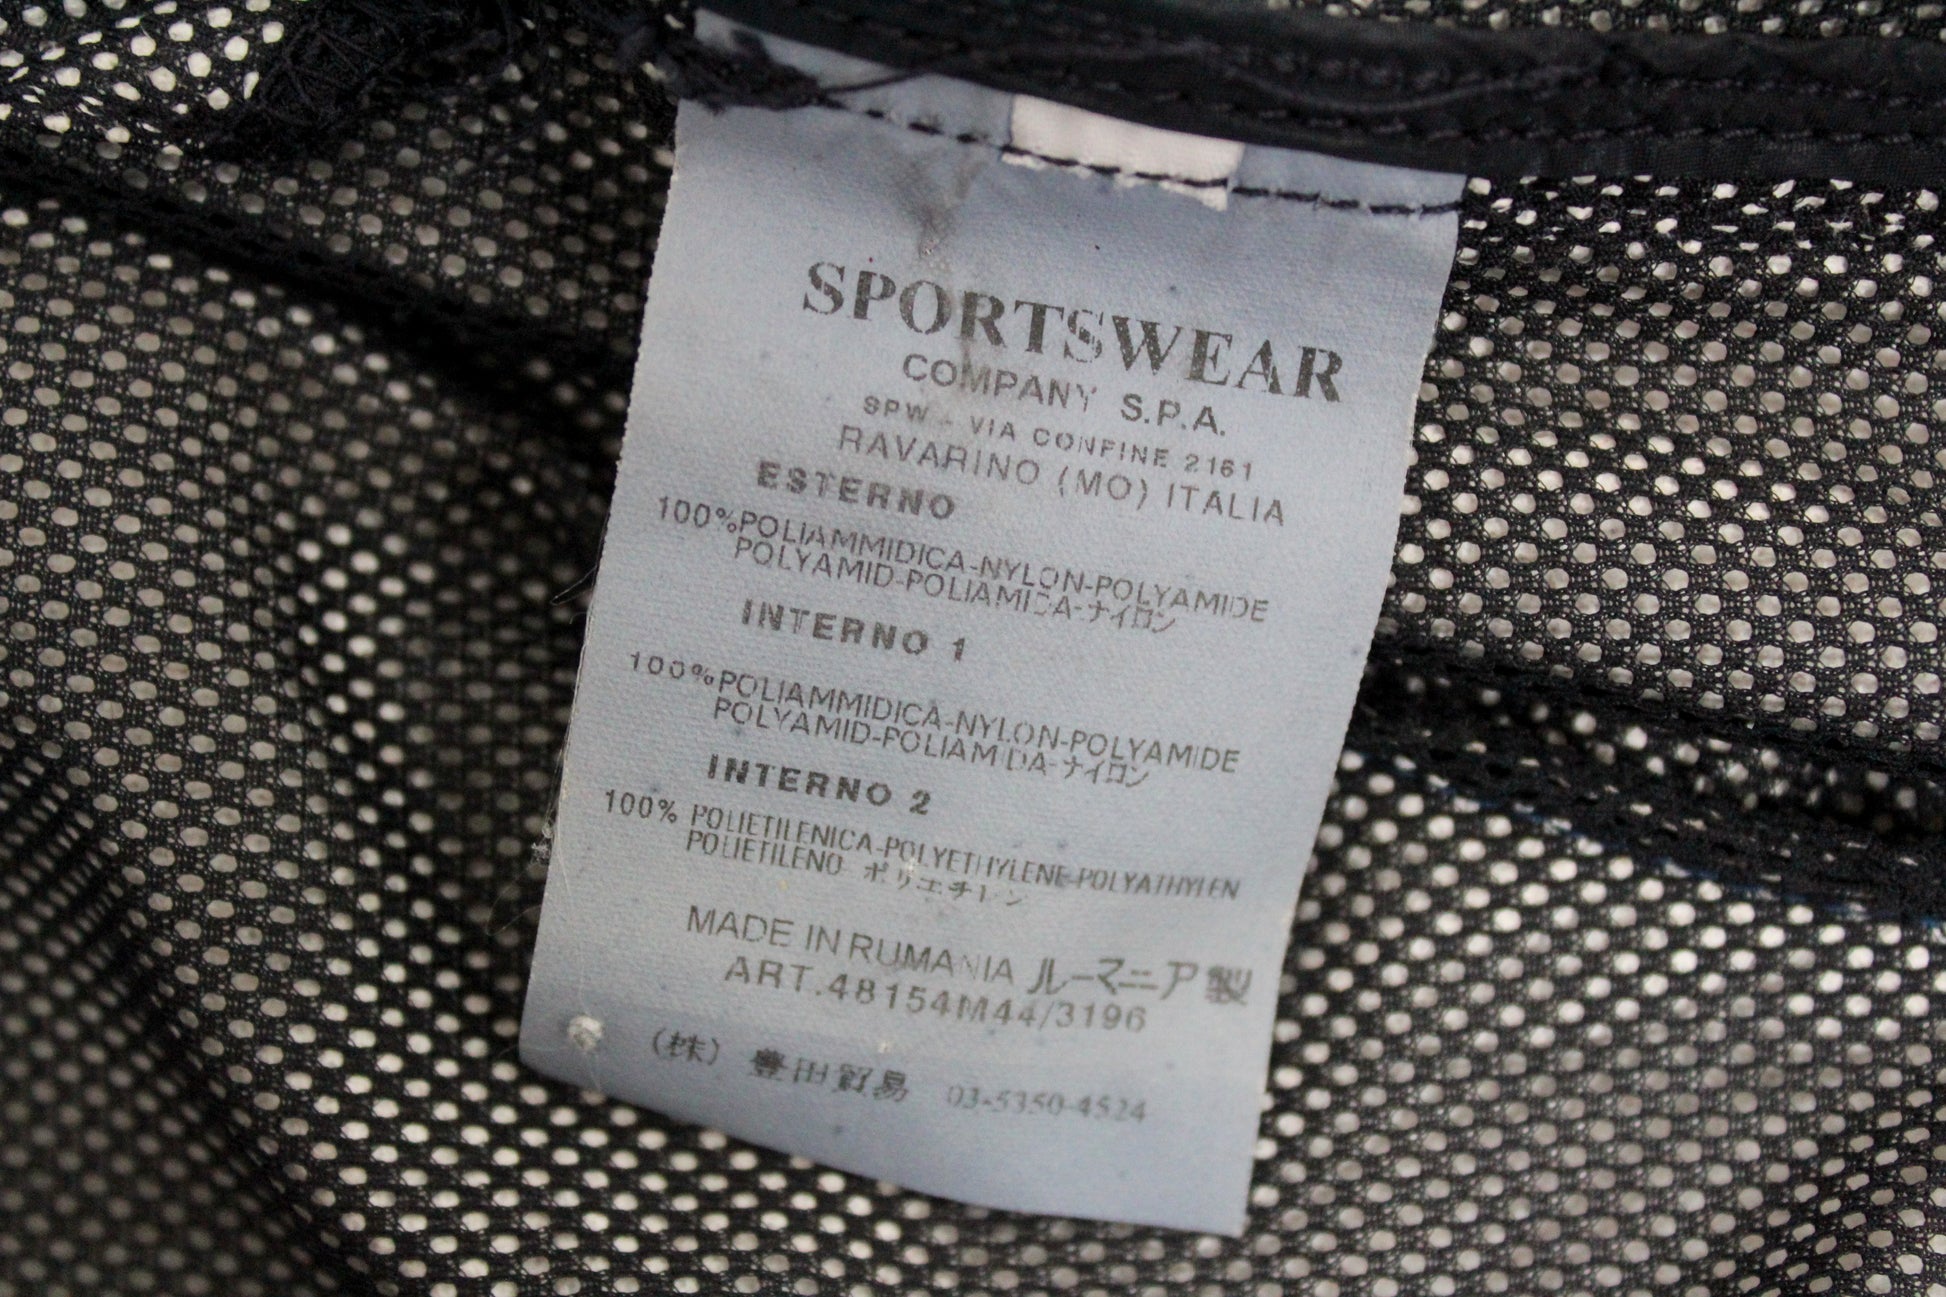 SPORTSWEAR
COMPANY S.P.A.
SPW - VIA CONFINE 2161
RAVARINO (MO) ITALIA
ESTERNO
100%POLIAMMIDICA-NYLON-POLYAMIDE
POLYAMID-POLIAMIDA-ナイロン
INTERNO 1
100%POLIAMMIDICA-NYLON-POLYAMIDE
POLYAMID-POLIAMIDA-ナイロン
INTERNO 2
100% POLIETILENICA-POLYETHYLENE-POLYATHYLEN
POLIETILENO ポリエチレン
MADE IN RUMANIA ルーマニア製
ART.48154M44/3196
(株) 豊田貿易 03-5350-4524